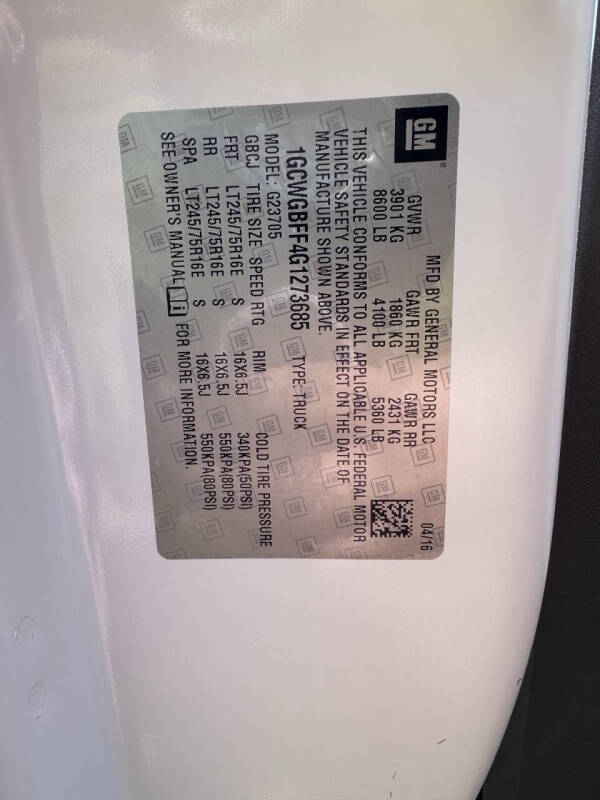 GM
MFD BY GENERAL MOTORS LLC 04/16
GVWR GAWR FRT GAWR RR
3901 KG 1860 KG 2431 KG
8600 LB 4100 LB 5360 LB
THIS VEHICLE CONFORMS TO ALL APPLICABLE U.S. FEDERAL MOTOR
VEHICLE SAFETY STANDARDS IN EFFECT ON THE DATE OF
MANUFACTURE SHOWN ABOVE.
1GCWGBFF4G1273685 TYPE: TRUCK
MODEL: G23705
GBCJ TIRE SIZE SPEED RTG RIM COLD TIRE PRESSURE
FRT LT245/75R16E S 16X6.5J 340KPA(50PSI)
RR LT245/75R16E S 16X6.5J 550KPA(80PSI)
SPA LT245/75R16E S 16X6.5J 550KPA(80PSI)
SEE OWNER'S MANUAL i FOR MORE INFORMATION.